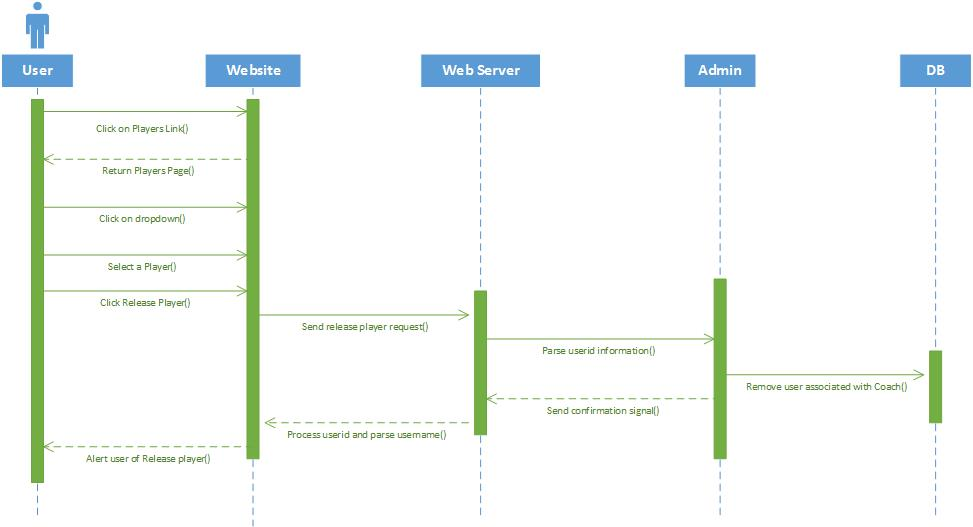 User
Website
Web Server
Admin
DB
Click on Players Link()
Return Players Page()
Click on dropdown()
Select a Player()
Click Release Player()
Send release player request()
Parse userid information()
Remove user associated with Coach()
Send confirmation signal()
Process userid and parse username()
Alert user of Release player()